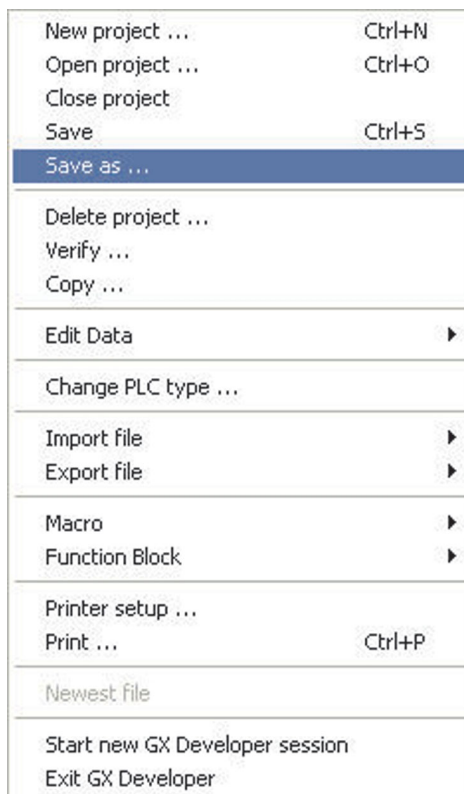 New project ... Ctrl+N
Open project ... Ctrl+O
Close project
Save Ctrl+S
Save as ...
Delete project ...
Verify ...
Copy ...
Edit Data
Change PLC type ...
Import file
Export file
Macro
Function Block
Printer setup ...
Print ... Ctrl+P
Newest file
Start new GX Developer session
Exit GX Developer